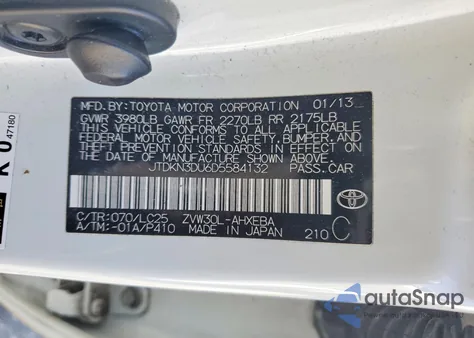 MFD.BY:TOYOTA MOTOR CORPORATION 01/13
GVWR 3980LB GAWR FR 2270LB RR 2175LB
THIS VEHICLE CONFORMS TO ALL APPLICABLE
FEDERAL MOTOR VEHICLE SAFETY, BUMPER, AND
THEFT PREVENTION STANDARDS IN EFFECT ON
THE DATE OF MANUFACTURE SHOWN ABOVE.
JTDKN3DU6D5584132 PASS.CAR
C/TR:070/LC25 ZVW30L-AHXEBA
A/TM:-01A/P410 MADE IN JAPAN 210 C
K0
47180
autoSnap